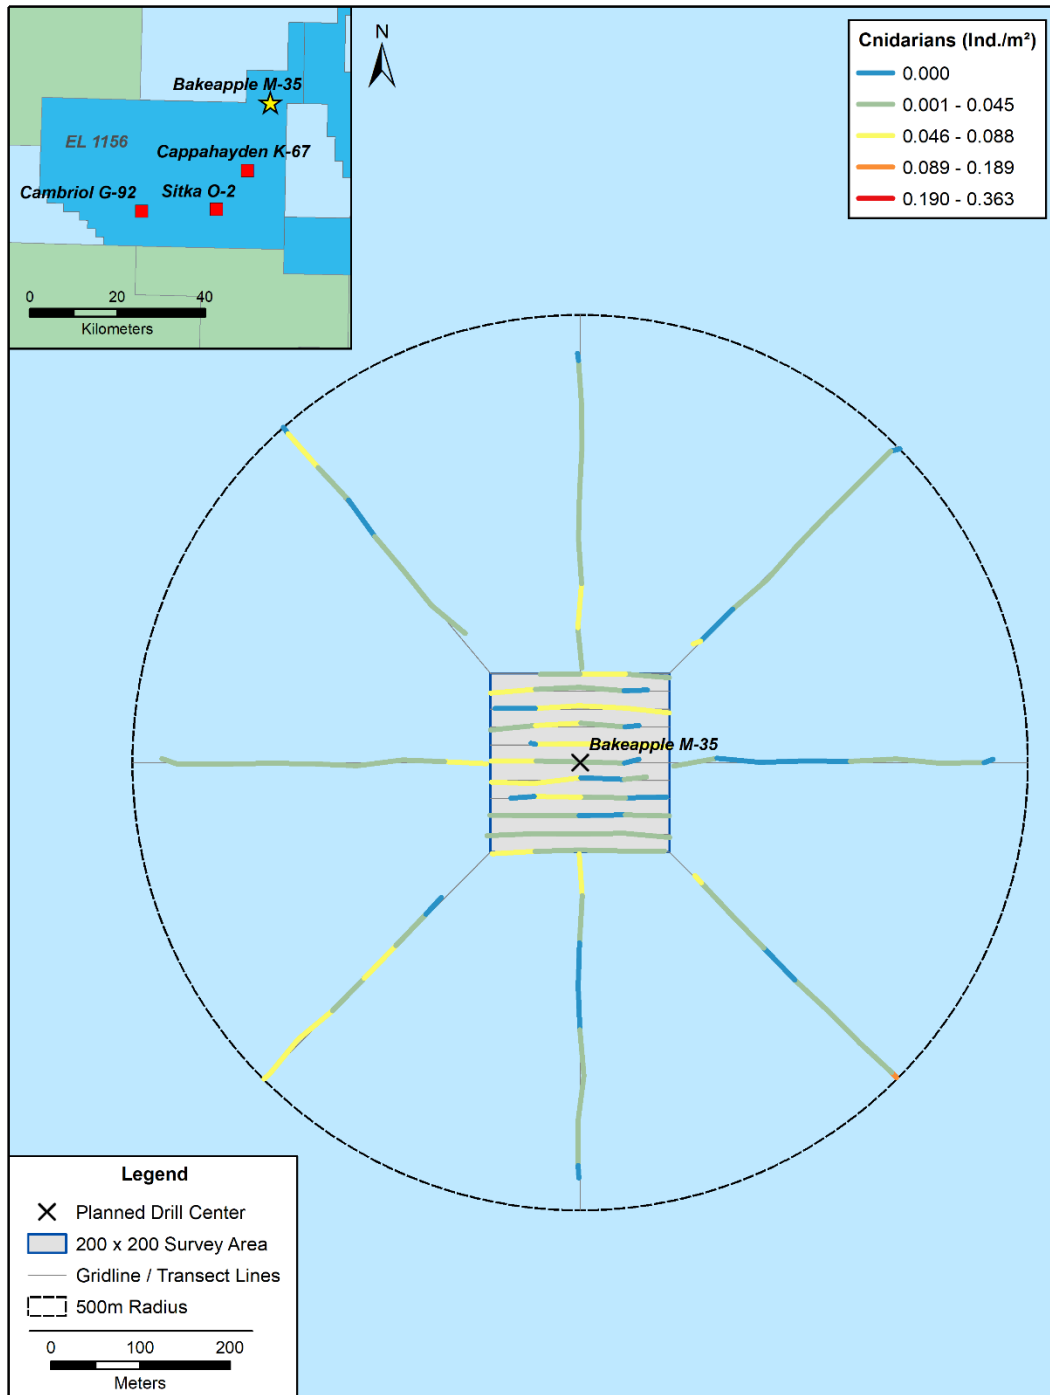 Bakeapple M-35
EL 1156
Cappahayden K-67
Cambriol G-92
Sitka O-2
0 20 40
Kilometers
N
Cnidarians (Ind./m²)
0.000
0.001 - 0.045
0.046 - 0.088
0.089 - 0.189
0.190 - 0.363
Bakeapple M-35
Legend
Planned Drill Center
200 x 200 Survey Area
Gridline / Transect Lines
500m Radius
0 100 200
Meters